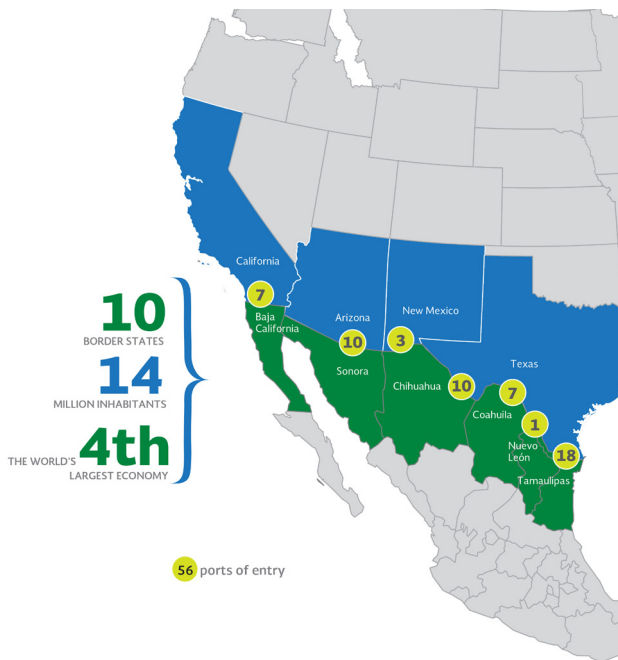 10
BORDER STATES
14
MILLION INHABITANTS
THE WORLD'S 4th
LARGEST ECONOMY
California
7
Baja
California
Arizona
10
Sonora
New Mexico
3
Chihuahua
10
Texas
7
Coahuila
1
Nuevo
León
18
Tamaulipas
56 ports of entry